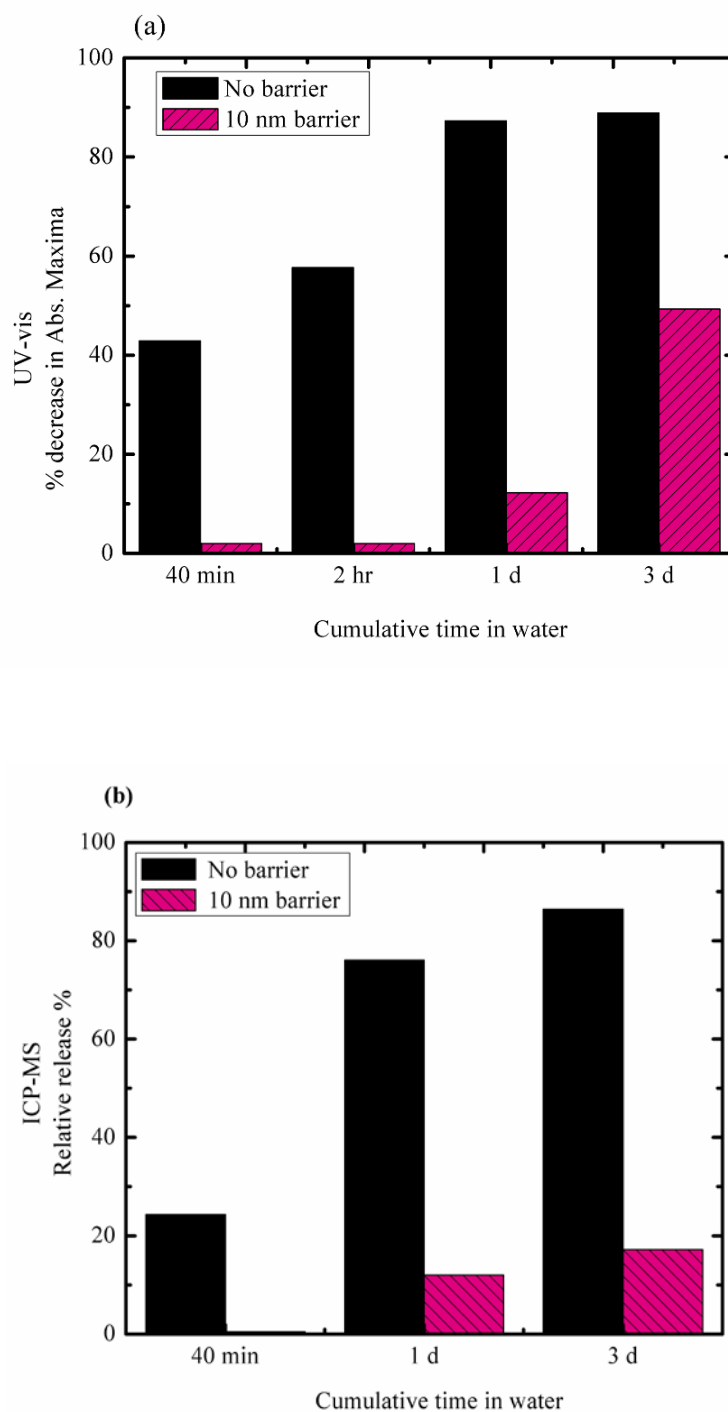 (a)
100
80
60
40
20
0
No barrier
10 nm barrier
UV-vis
% decrease in Abs. Maxima
40 min 2 hr 1 d 3 d
Cumulative time in water
(b)
100
80
60
40
20
0
No barrier
10 nm barrier
ICP-MS
Relative release %
40 min 1 d 3 d
Cumulative time in water